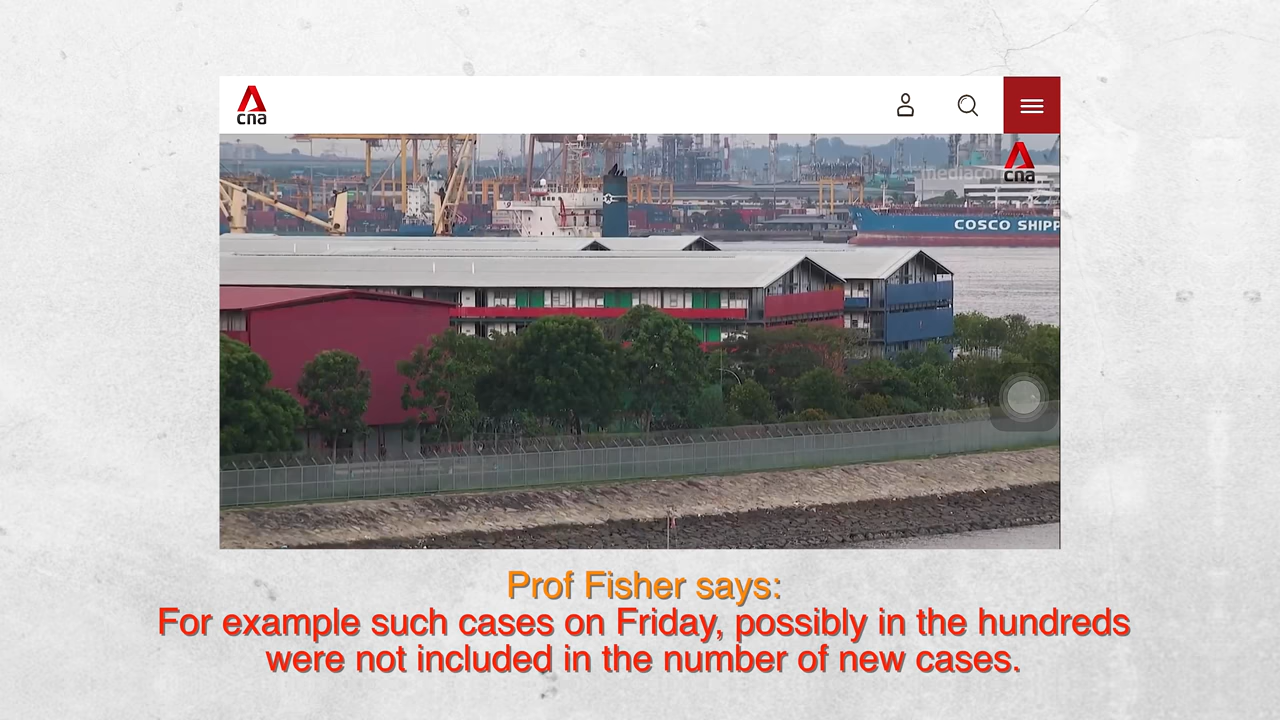 cna
cna
mediacor
COSCO SHIPP
Prof Fisher says:
For example such cases on Friday, possibly in the hundreds
were not included in the number of new cases.